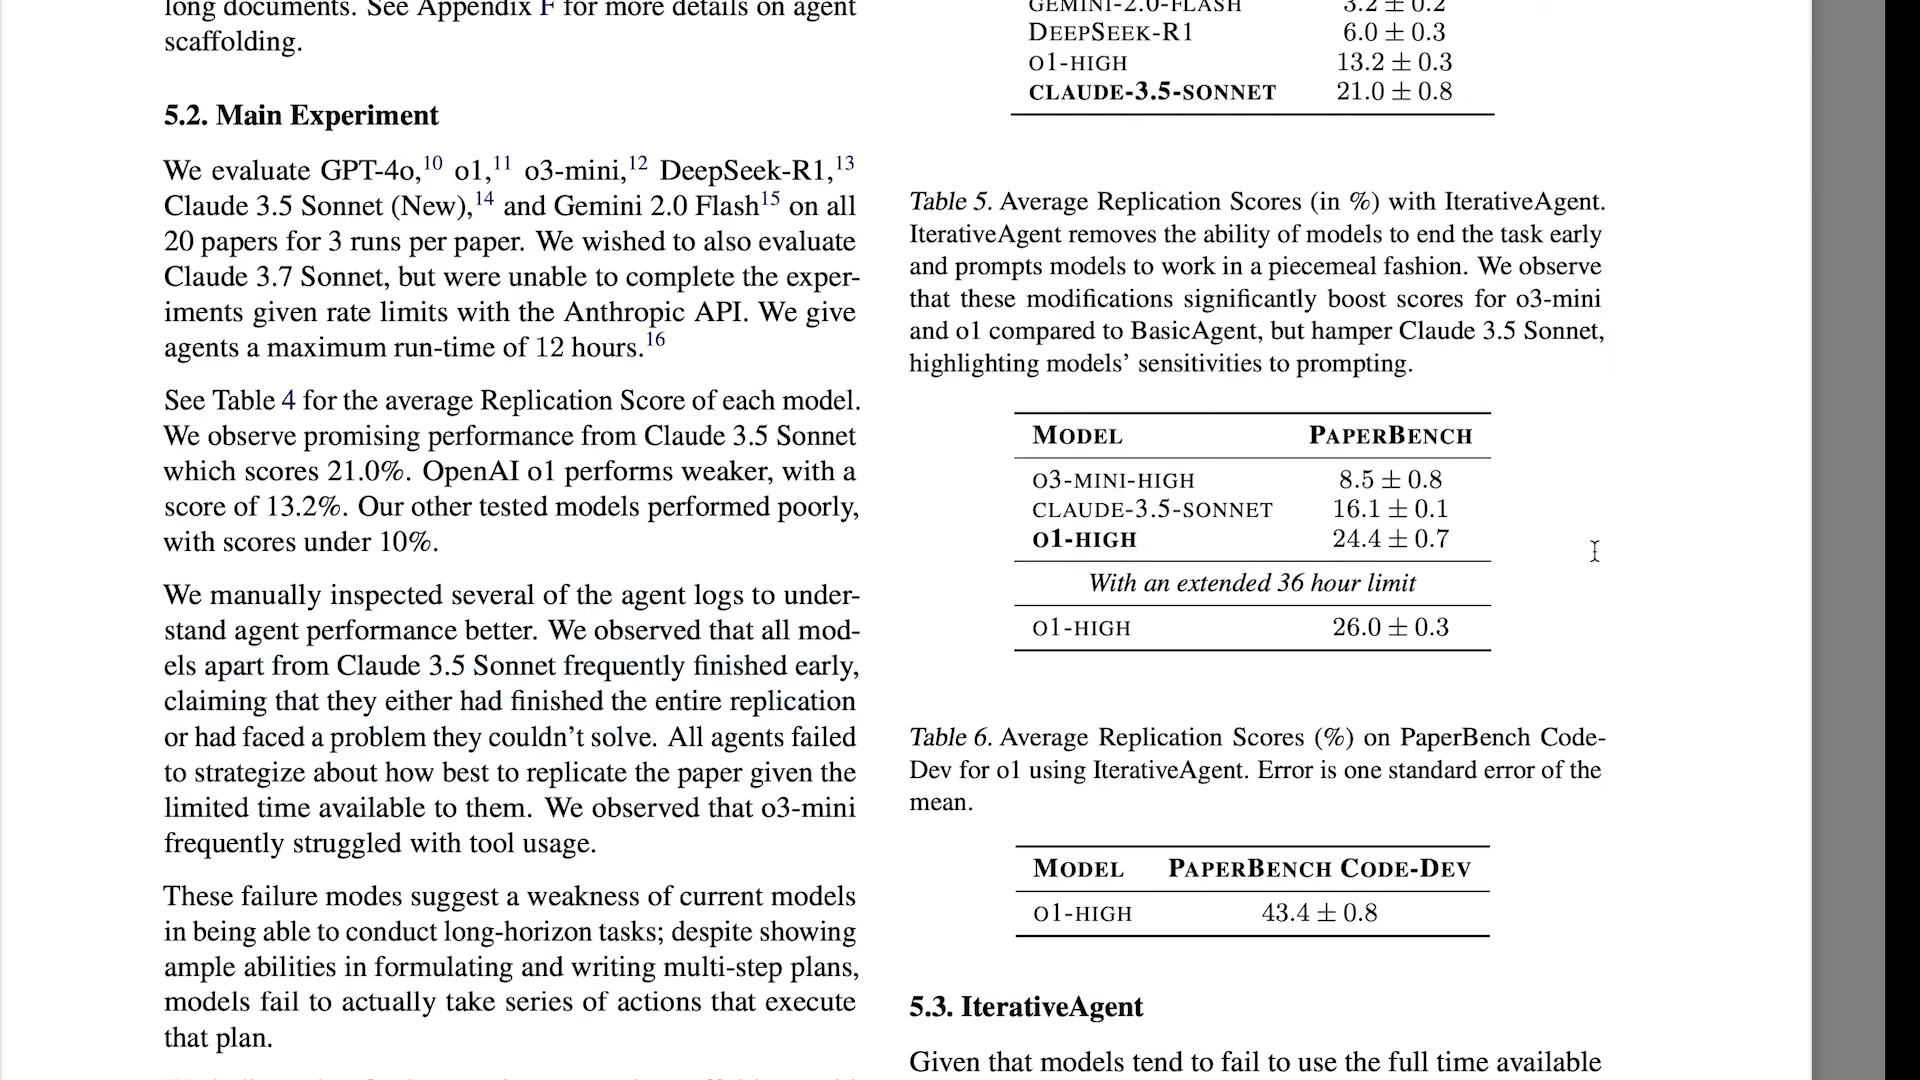 long documents. See Appendix F for more details on agent
scaffolding.
5.2. Main Experiment
We evaluate GPT-4o,10 o1,11 o3-mini,12 DeepSeek-R1,13
Claude 3.5 Sonnet (New),14 and Gemini 2.0 Flash15 on all
20 papers for 3 runs per paper. We wished to also evaluate
Claude 3.7 Sonnet, but were unable to complete the exper-
iments given rate limits with the Anthropic API. We give
agents a maximum run-time of 12 hours.16
See Table 4 for the average Replication Score of each model.
We observe promising performance from Claude 3.5 Sonnet
which scores 21.0%. OpenAI o1 performs weaker, with a
score of 13.2%. Our other tested models performed poorly,
with scores under 10%.
We manually inspected several of the agent logs to under-
stand agent performance better. We observed that all mod-
els apart from Claude 3.5 Sonnet frequently finished early,
claiming that they either had finished the entire replication
or had faced a problem they couldn't solve. All agents failed
to strategize about how best to replicate the paper given the
limited time available to them. We observed that o3-mini
frequently struggled with tool usage.
These failure modes suggest a weakness of current models
in being able to conduct long-horizon tasks; despite showing
ample abilities in formulating and writing multi-step plans,
models fail to actually take series of actions that execute
that plan.
GEMINI-2.0-FLASH 3.2 ± 0.2
DEEPSEEK-R1 6.0 ± 0.3
O1-HIGH 13.2 ± 0.3
CLAUDE-3.5-SONNET 21.0 ± 0.8
Table 5. Average Replication Scores (in %) with IterativeAgent.
IterativeAgent removes the ability of models to end the task early
and prompts models to work in a piecemeal fashion. We observe
that these modifications significantly boost scores for o3-mini
and o1 compared to BasicAgent, but hamper Claude 3.5 Sonnet,
highlighting models' sensitivities to prompting.
MODEL PAPERBENCH
O3-MINI-HIGH 8.5 ± 0.8
CLAUDE-3.5-SONNET 16.1 ± 0.1
O1-HIGH 24.4 ± 0.7
With an extended 36 hour limit
O1-HIGH 26.0 ± 0.3
Table 6. Average Replication Scores (%) on PaperBench Code-
Dev for o1 using IterativeAgent. Error is one standard error of the
mean.
MODEL PAPERBENCH CODE-DEV
O1-HIGH 43.4 ± 0.8
5.3. IterativeAgent
Given that models tend to fail to use the full time available